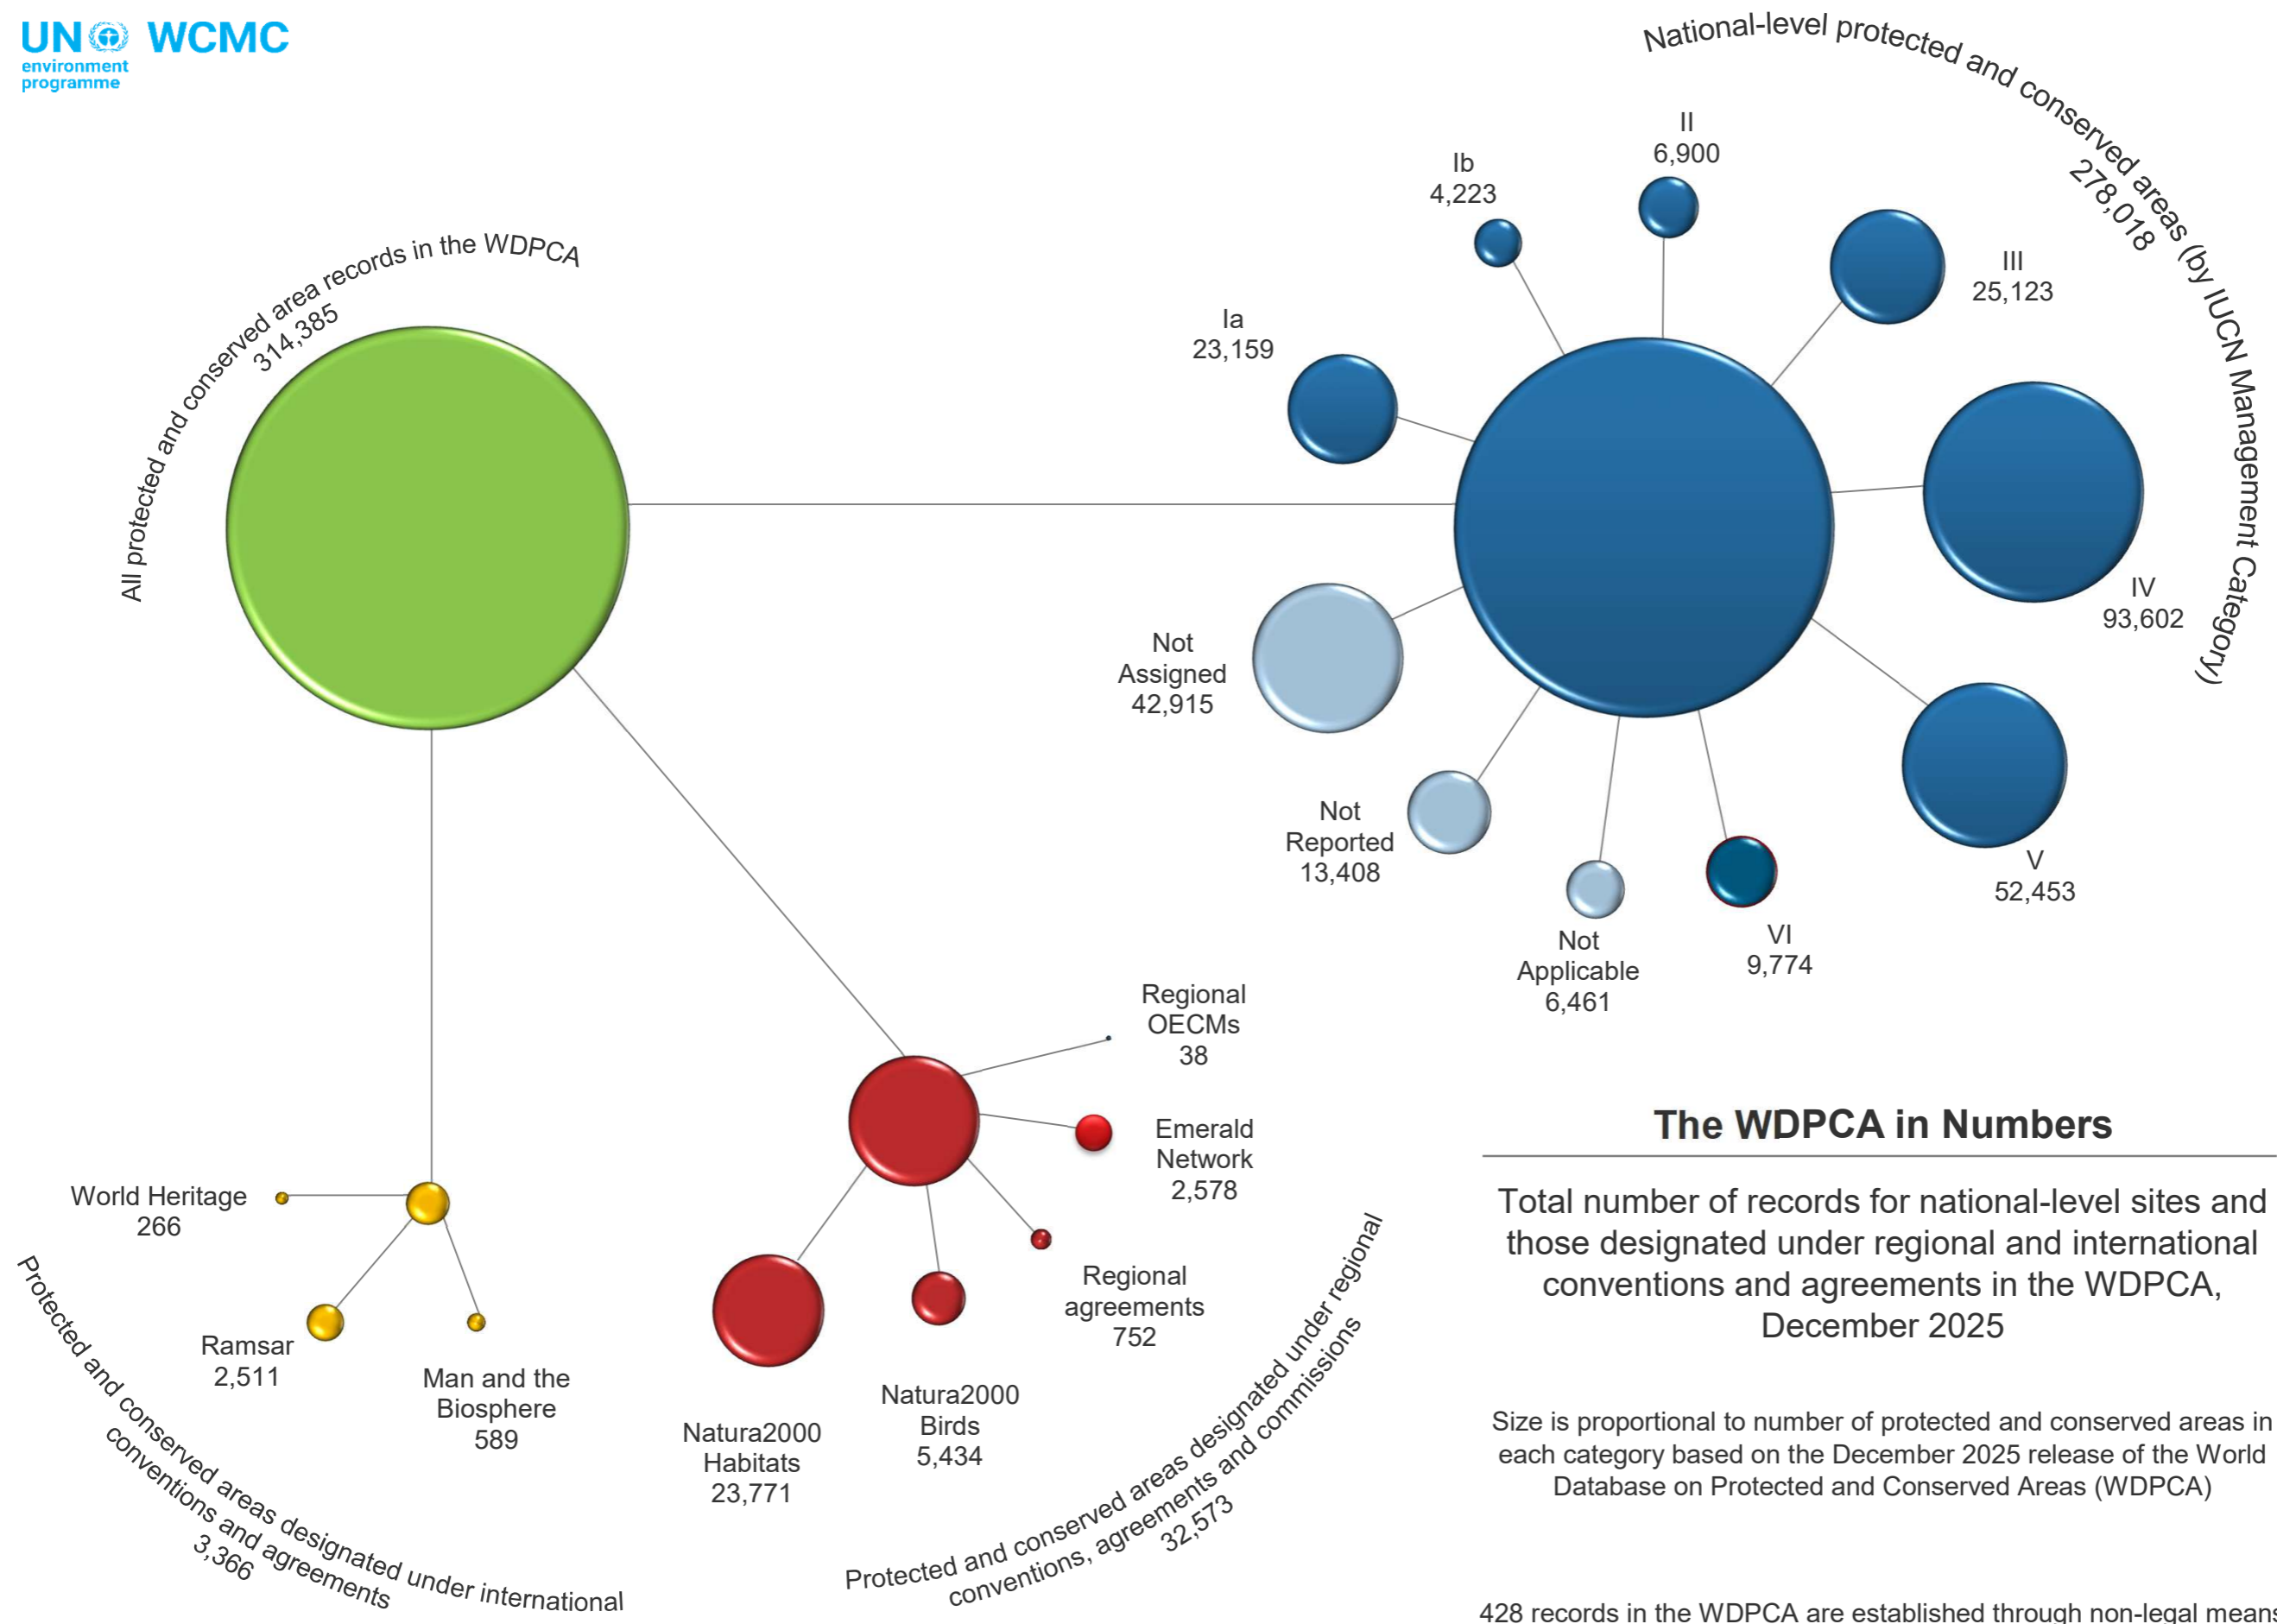 UN WCMC
environment
programme
National-level protected and conserved areas (by IUCN Management Category)
278,018
II
6,900
Ib
4,223
III
25,123
Ia
23,159
All protected and conserved area records in the WDPCA
314,385
IV
93,602
Not
Assigned
42,915
Not
Reported
13,408
V
52,453
VI
9,774
Not
Applicable
6,461
Regional
OECMs
38
Emerald
Network
2,578
Regional
agreements
752
Natura2000
Birds
5,434
Natura2000
Habitats
23,771
Protected and conserved areas designated under regional
conventions, agreements and commissions
32,573
World Heritage
266
Ramsar
2,511
Man and the
Biosphere
589
Protected and conserved areas designated under international
conventions and agreements
3,366
The WDPCA in Numbers
Total number of records for national-level sites and
those designated under regional and international
conventions and agreements in the WDPCA,
December 2025
Size is proportional to number of protected and conserved areas in
each category based on the December 2025 release of the World
Database on Protected and Conserved Areas (WDPCA)
428 records in the WDPCA are established through non-legal means